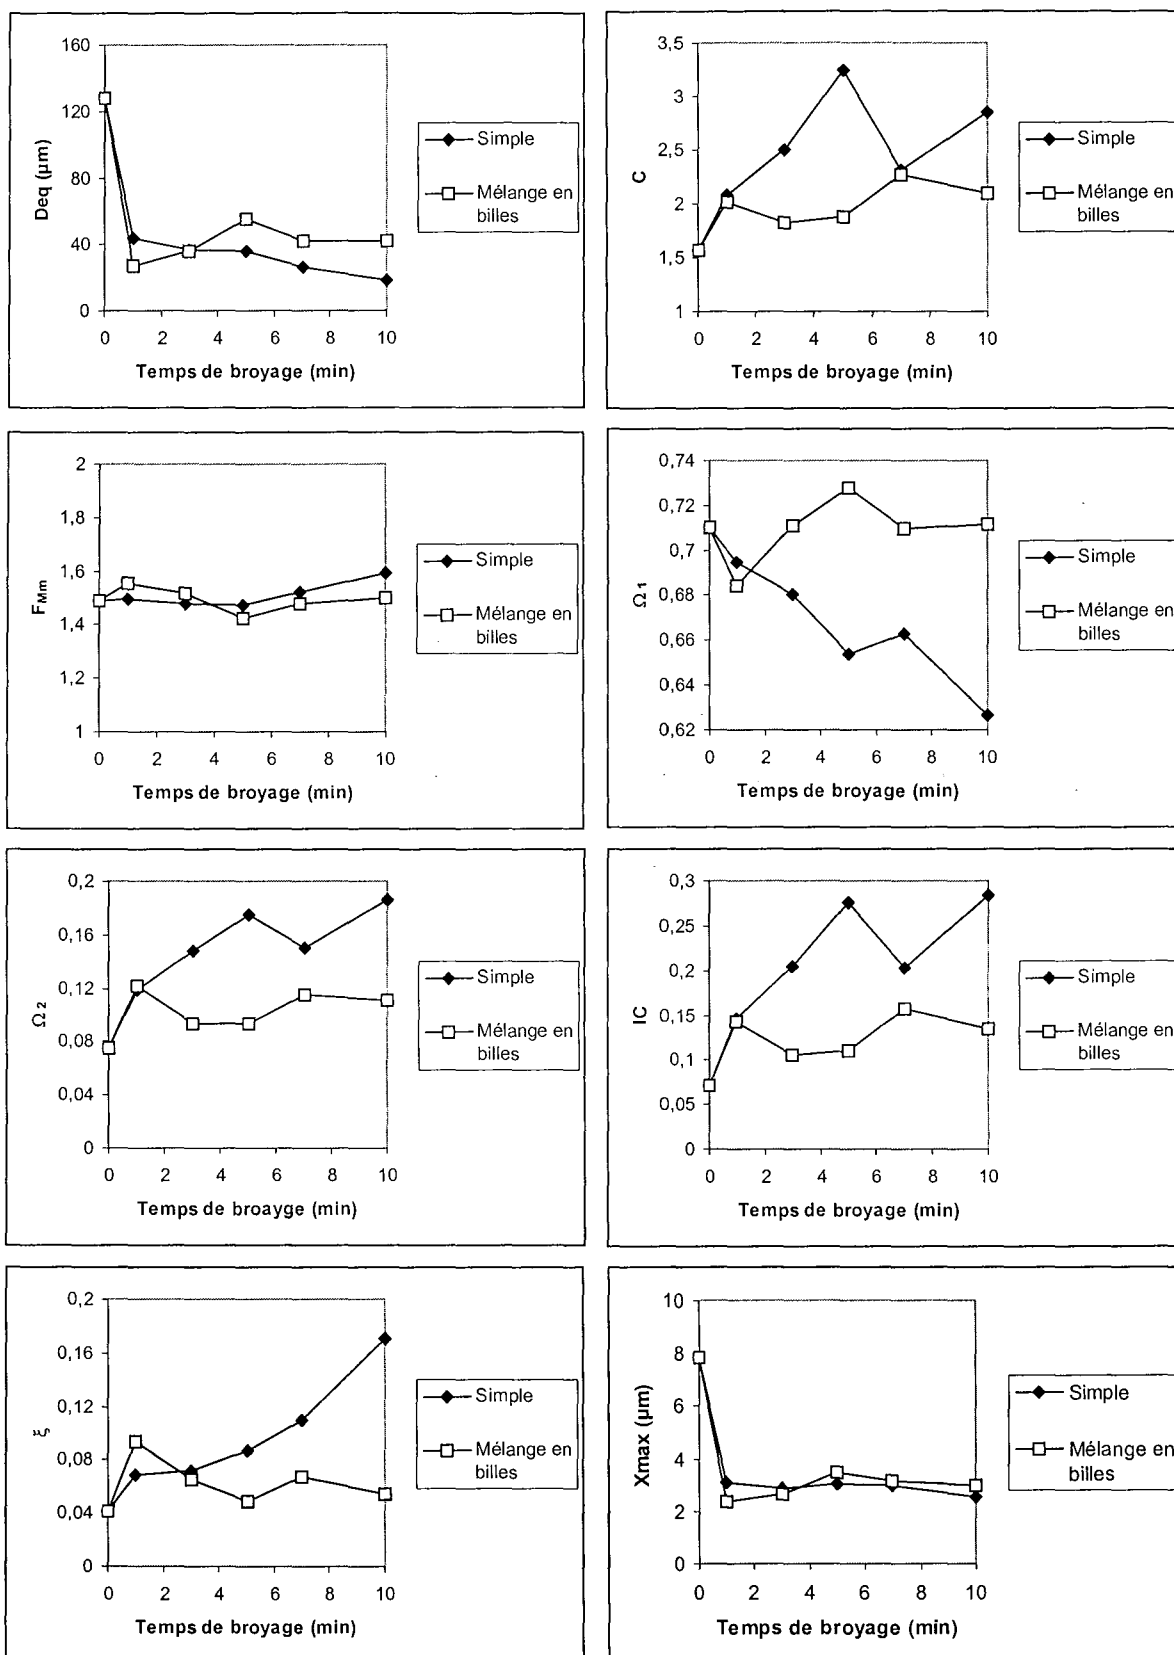 160
120
80
40
0
Deq (µm)
0 2 4 6 8 10
Temps de broyage (min)
Simple
Mélange en
billes
3,5
3
2,5
2
1,5
1
C
0 2 4 6 8 10
Temps de broyage (min)
Simple
Mélange en
billes
2
1,8
1,6
1,4
1,2
1
FMm
0 2 4 6 8 10
Temps de broyage (min)
Simple
Mélange en
billes
0,74
0,72
0,7
0,68
0,66
0,64
0,62
Ω1
0 2 4 6 8 10
Temps de broyage (min)
Simple
Mélange en
billes
0,2
0,16
0,12
0,08
0,04
0
Ω2
0 2 4 6 8 10
Temps de broayge (min)
Simple
Mélange en
billes
0,3
0,25
0,2
0,15
0,1
0,05
0
IC
0 2 4 6 8 10
Temps de broyage (min)
Simple
Mélange en
billes
0,2
0,16
0,12
0,08
0,04
0
ξ
0 2 4 6 8 10
Temps de broyage (min)
Simple
Mélange en
billes
10
8
6
4
2
0
Xmax (µm)
0 2 4 6 8 10
Temps de broyage (min)
Simple
Mélange en
billes